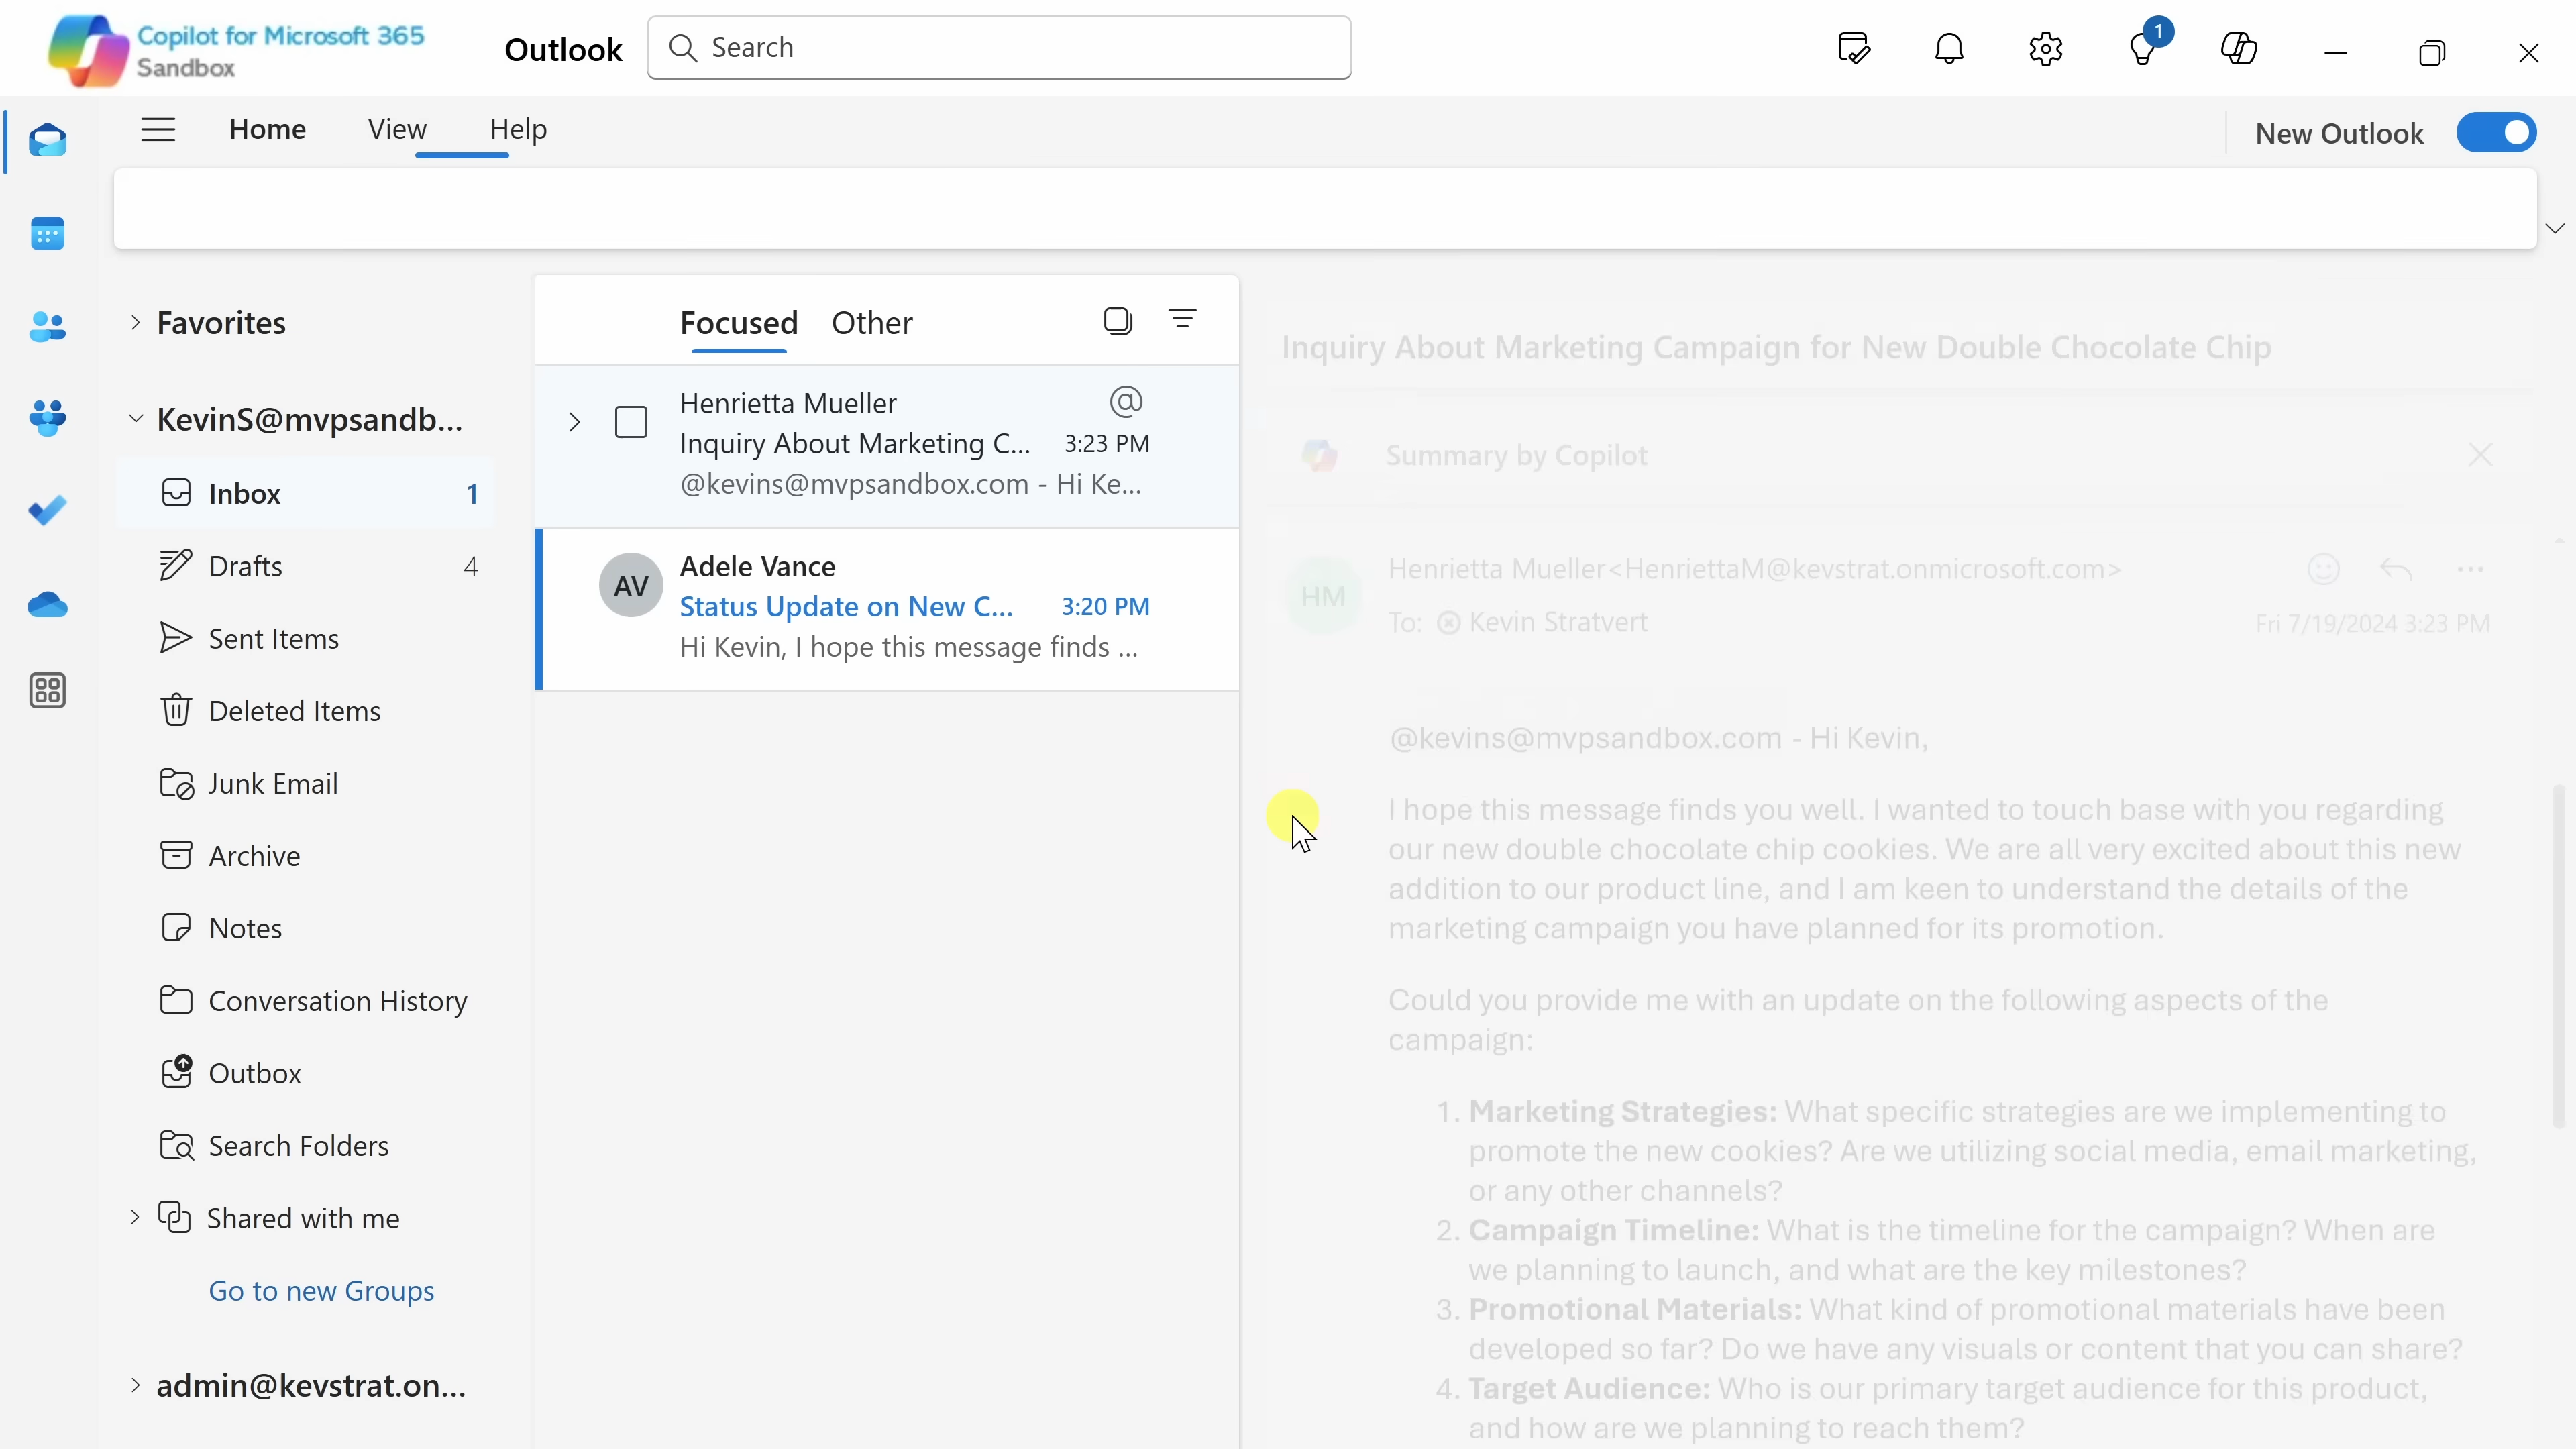 Copilot for Microsoft 365
Sandbox
Outlook
Search
1
Home
View
Help
New Outlook
Favorites
KevinS@mvpsandb...
Inbox
1
Drafts
4
Sent Items
Deleted Items
Junk Email
Archive
Notes
Conversation History
Outbox
Search Folders
Shared with me
Go to new Groups
admin@kevstrat.on...
Focused
Other
Henrietta Mueller
@
Inquiry About Marketing C...
3:23 PM
@kevins@mvpsandbox.com - Hi Ke...
AV
Adele Vance
Status Update on New C...
3:20 PM
Hi Kevin, I hope this message finds ...
Inquiry About Marketing Campaign for New Double Chocolate Chip
Summary by Copilot
HM
Henrietta Mueller<HenriettaM@kevstrat.onmicrosoft.com>
To: Kevin Stratvert
Fri 7/19/2024 3:23 PM
@kevins@mvpsandbox.com - Hi Kevin,
I hope this message finds you well. I wanted to touch base with you regarding
our new double chocolate chip cookies. We are all very excited about this new
addition to our product line, and I am keen to understand the details of the
marketing campaign you have planned for its promotion.
Could you provide me with an update on the following aspects of the
campaign:
1. Marketing Strategies: What specific strategies are we implementing to
promote the new cookies? Are we utilizing social media, email marketing,
or any other channels?
2. Campaign Timeline: What is the timeline for the campaign? When are
we planning to launch, and what are the key milestones?
3. Promotional Materials: What kind of promotional materials have been
developed so far? Do we have any visuals or content that you can share?
4. Target Audience: Who is our primary target audience for this product,
and how are we planning to reach them?